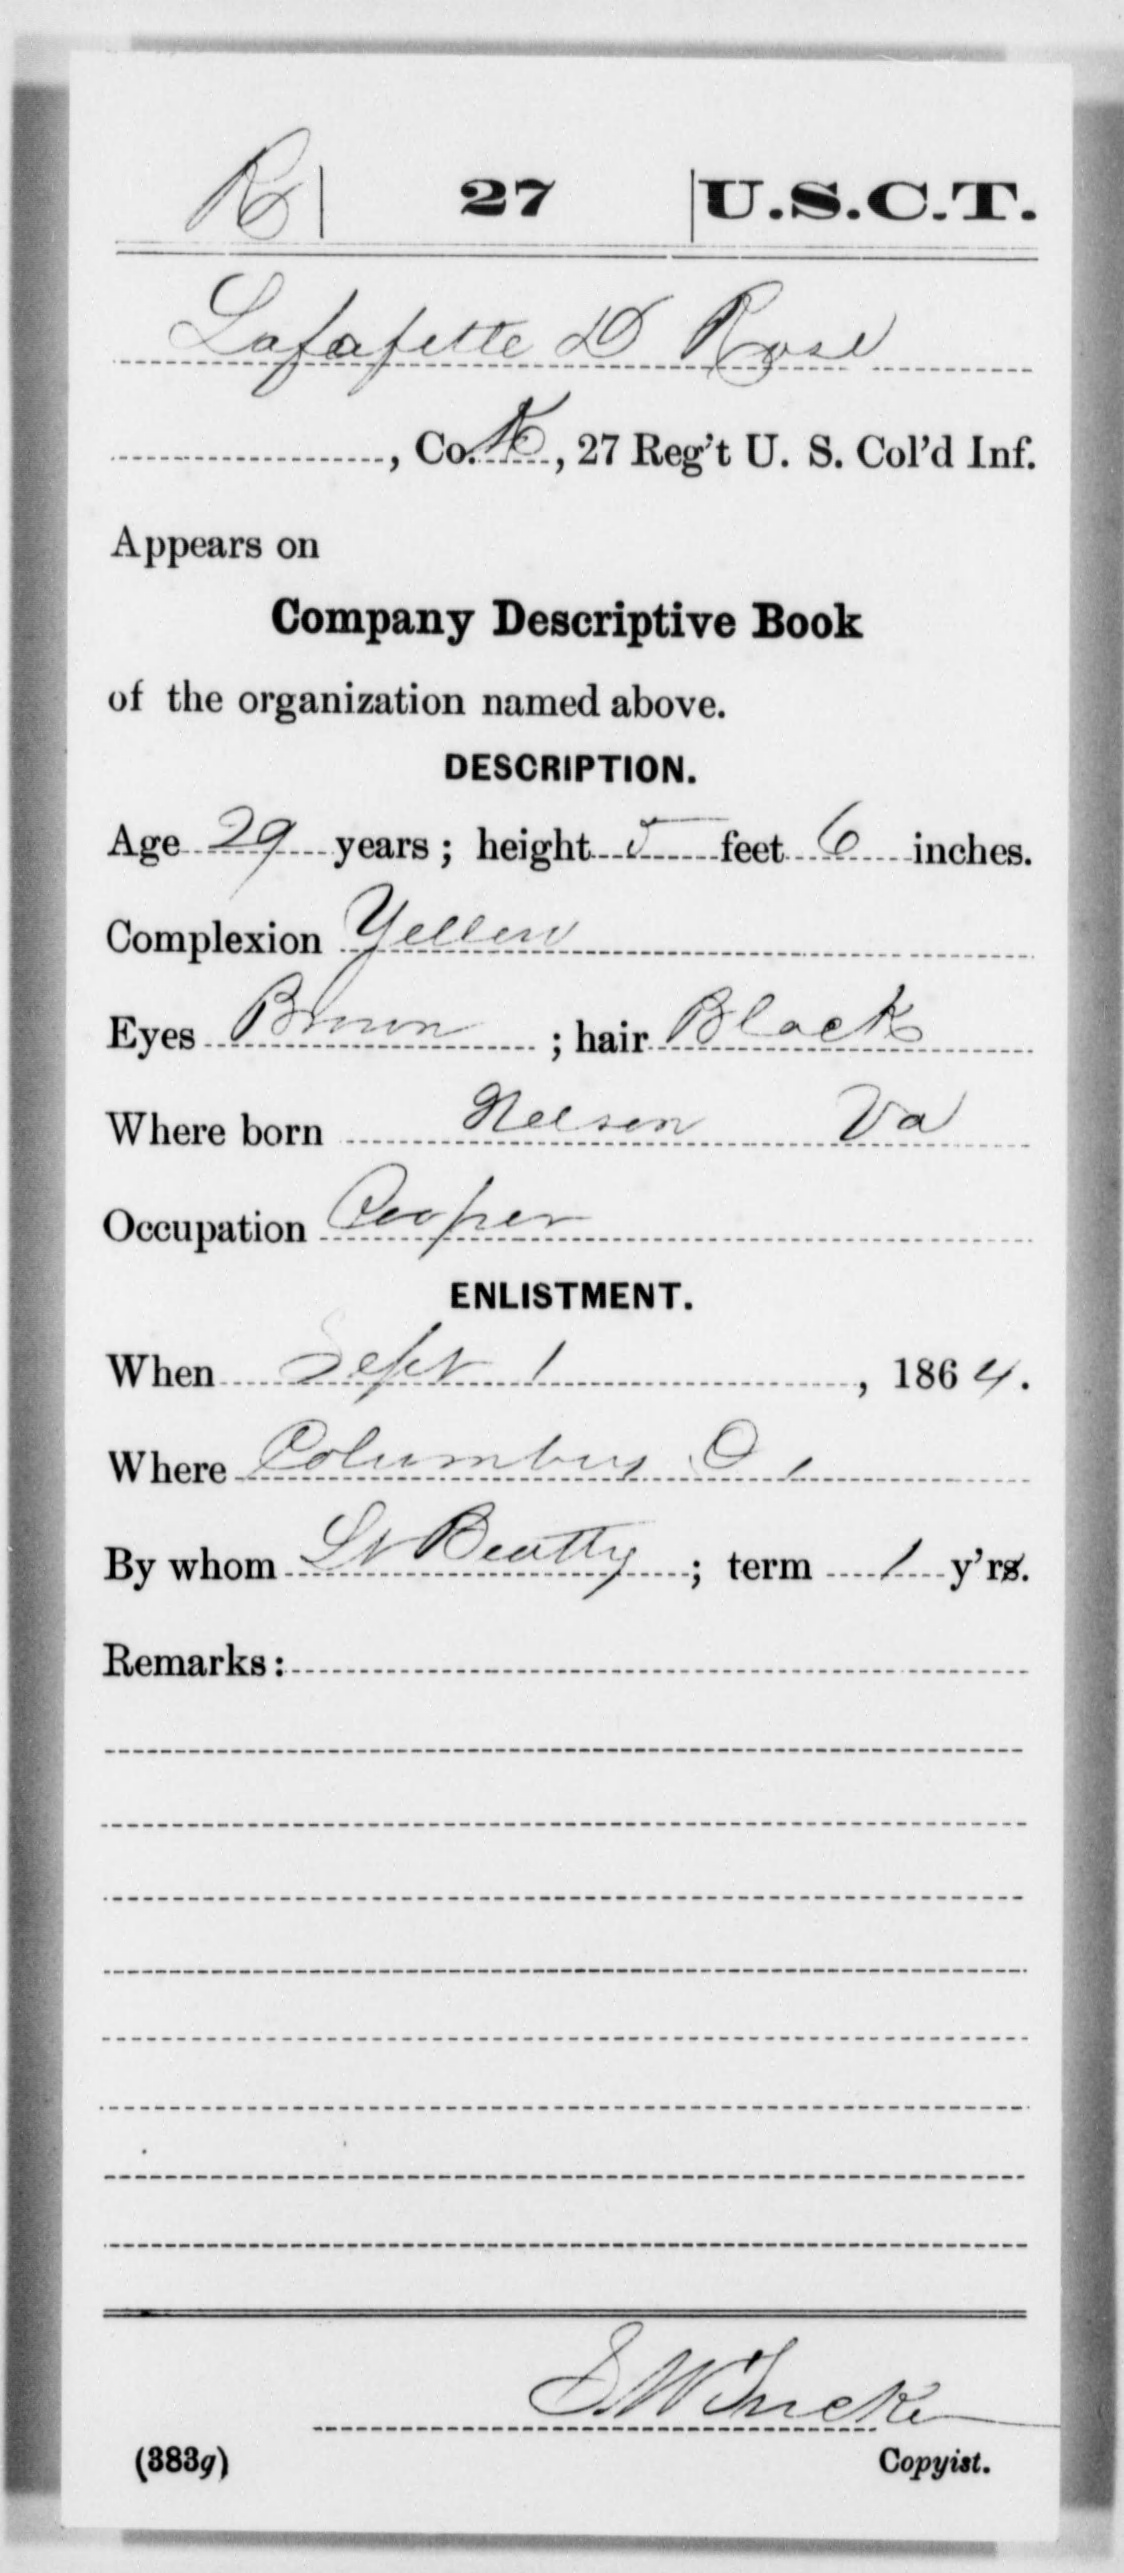 R 27 U.S.C.T.
Lafafette D Rose
, Co. K, 27 Reg't U. S. Col'd Inf.
Appears on
Company Descriptive Book
of the organization named above.
DESCRIPTION.
Age 29 years; height 5 feet 6 inches.
Complexion Yellow
Eyes Brown ; hair Black
Where born Nelson Va
Occupation Cooper
ENLISTMENT.
When Sept 1 , 1864.
Where Columbus O.
By whom Lt Beatty ; term 1 y'rs.
Remarks:
S.W.
(383g) Copyist.